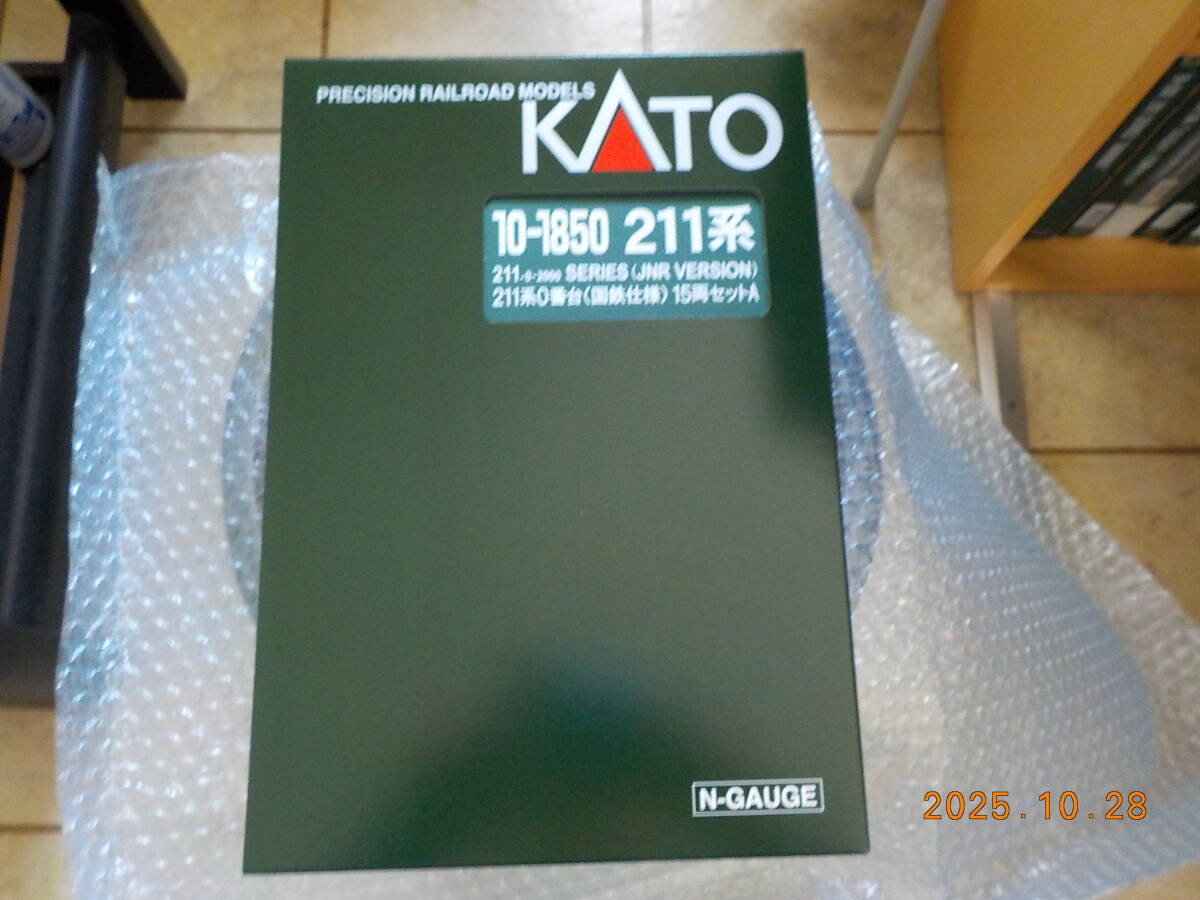 PRECISION RAILROAD MODELS
KATO
10-1850 211系
211-0・2000 SERIES (JNR VERSION)
211系0番台(国鉄仕様) 15両セットA
N-GAUGE
2025.10.28